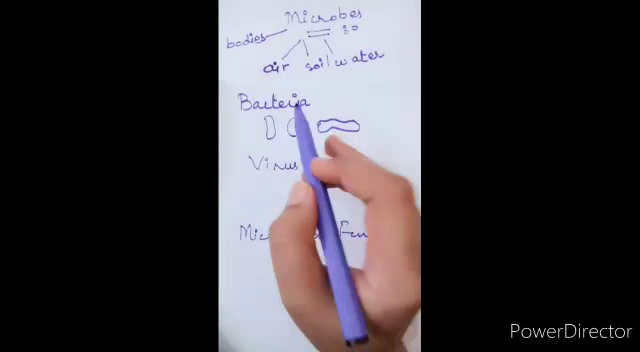 Microbes
bodies
air soil water
Bacteria
Virus
PowerDirector